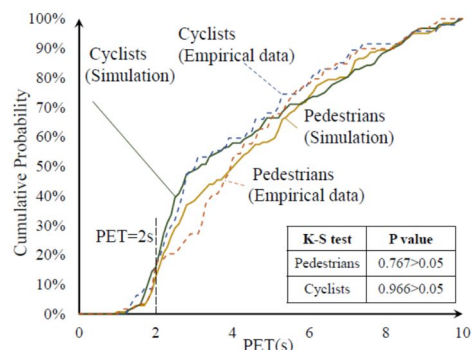 100%
90%
80%
70%
60%
50%
40%
30%
20%
10%
0%
Cumulative Probability
Cyclists
(Simulation)
Cyclists
(Empirical data)
Pedestrians
(Simulation)
Pedestrians
(Empirical data)
PET=2s
K-S test P value
Pedestrians 0.767>0.05
Cyclists 0.966>0.05
0 2 4 6 8 10
PET(s)